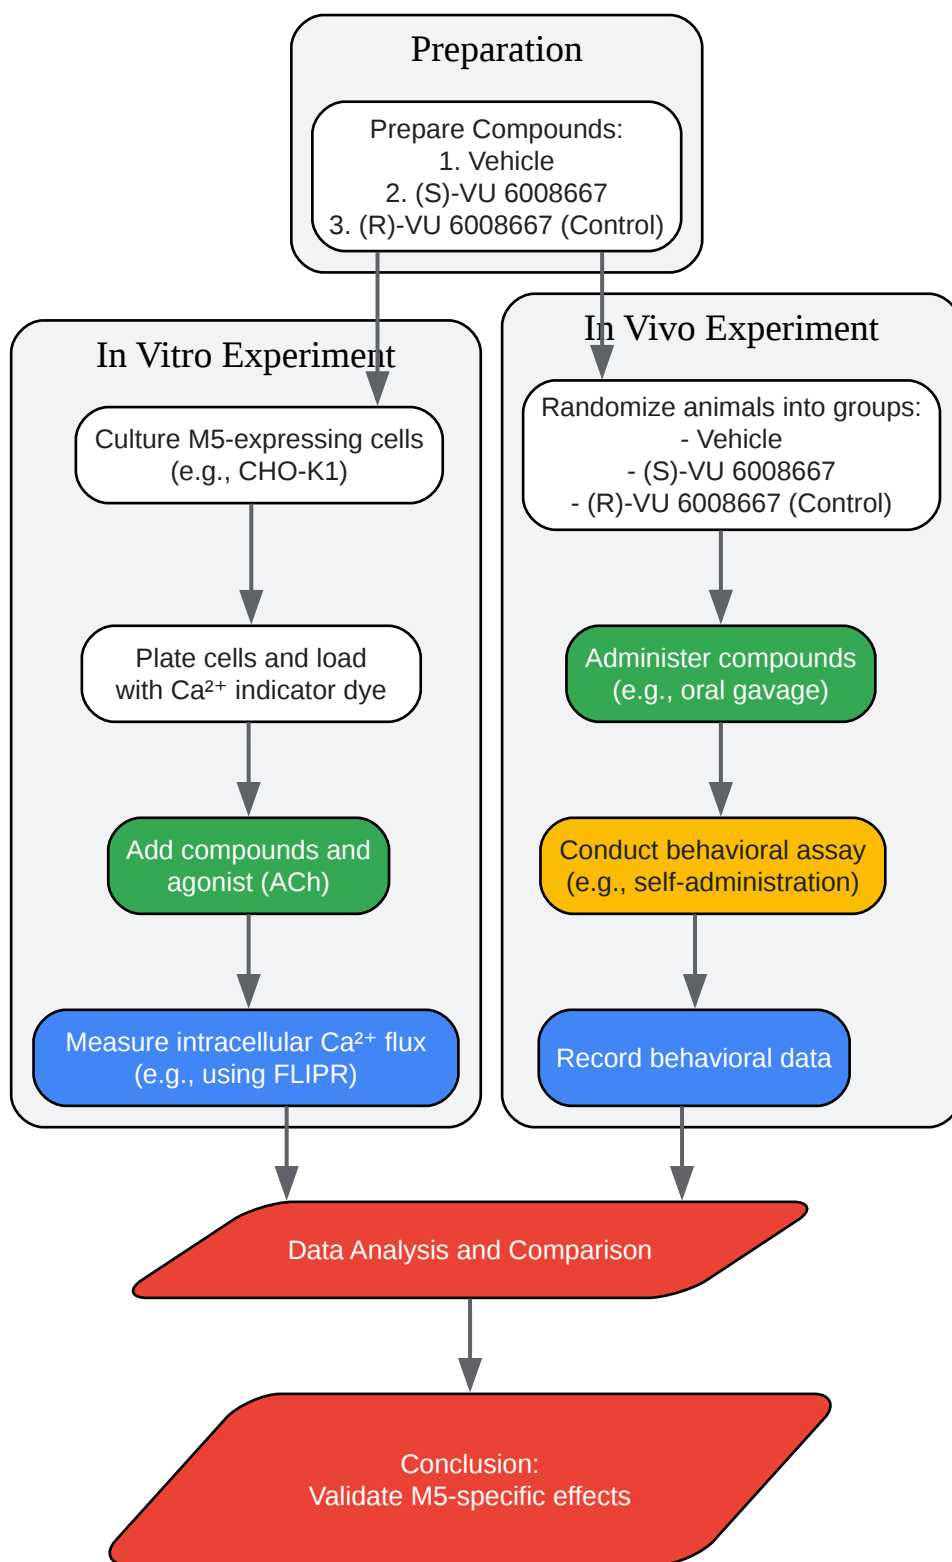 Preparation
Prepare Compounds:
1. Vehicle
2. (S)-VU 6008667
3. (R)-VU 6008667 (Control)
In Vitro Experiment
Culture M5-expressing cells
(e.g., CHO-K1)
Plate cells and load
with Ca²⁺ indicator dye
Add compounds and
agonist (ACh)
Measure intracellular Ca²⁺ flux
(e.g., using FLIPR)
In Vivo Experiment
Randomize animals into groups:
- Vehicle
- (S)-VU 6008667
- (R)-VU 6008667 (Control)
Administer compounds
(e.g., oral gavage)
Conduct behavioral assay
(e.g., self-administration)
Record behavioral data
Data Analysis and Comparison
Conclusion:
Validate M5-specific effects